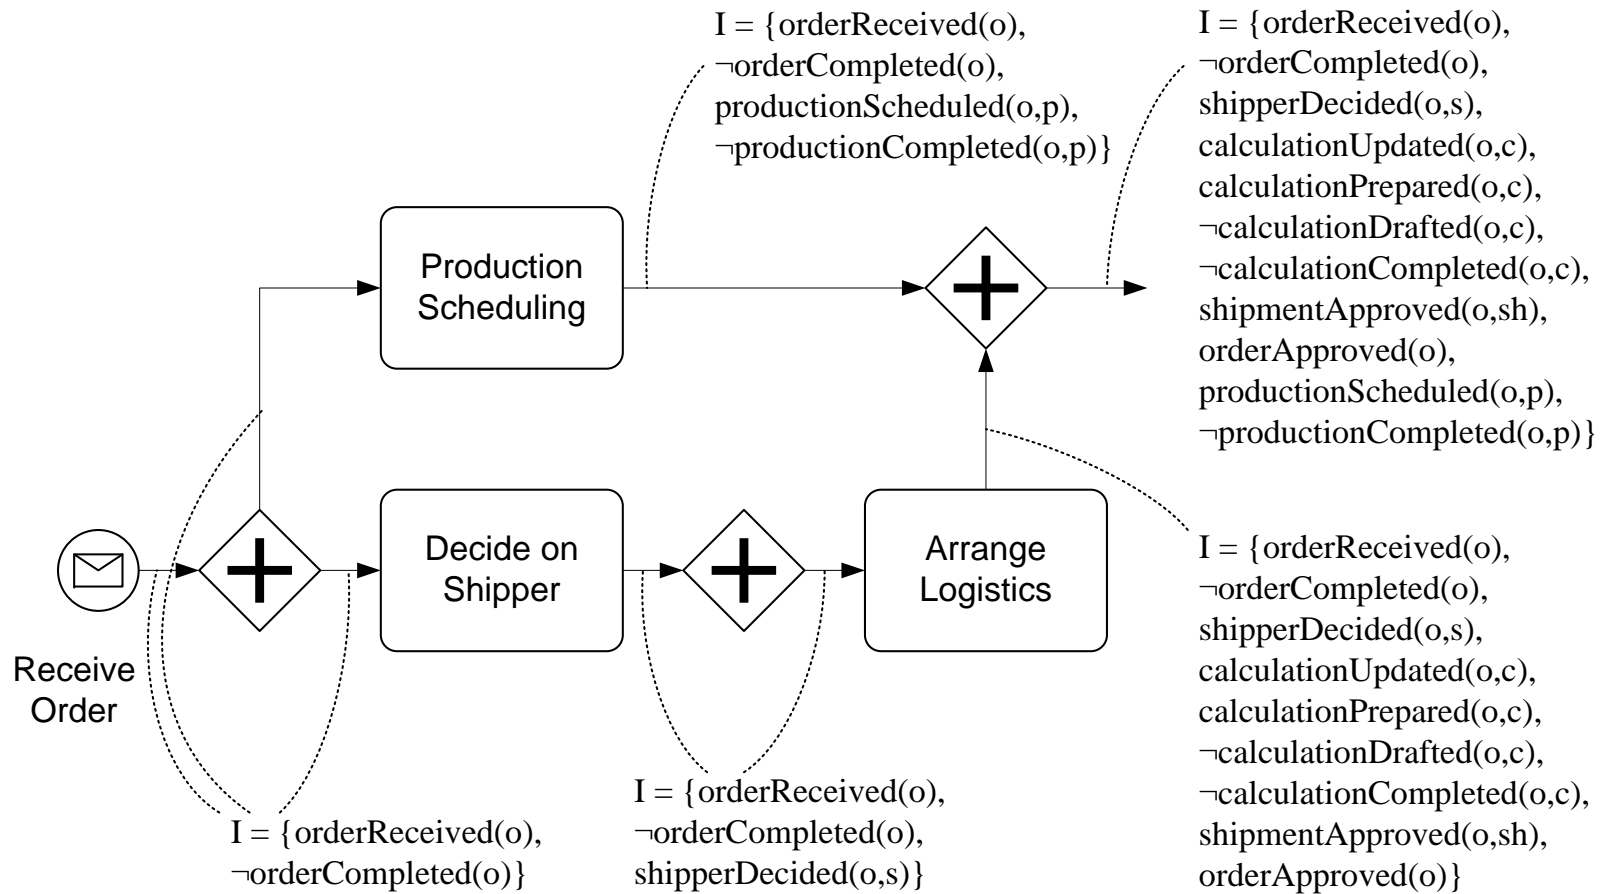 I = {orderReceived(o),
¬orderCompleted(o),
productionScheduled(o,p),
¬productionCompleted(o,p)}
I = {orderReceived(o),
¬orderCompleted(o),
shipperDecided(o,s),
calculationUpdated(o,c),
calculationPrepared(o,c),
¬calculationDrafted(o,c),
¬calculationCompleted(o,c),
shipmentApproved(o,sh),
orderApproved(o),
productionScheduled(o,p),
¬productionCompleted(o,p)}
Production
Scheduling
Receive
Order
Decide on
Shipper
Arrange
Logistics
I = {orderReceived(o),
¬orderCompleted(o)}
I = {orderReceived(o),
¬orderCompleted(o),
shipperDecided(o,s)}
I = {orderReceived(o),
¬orderCompleted(o),
shipperDecided(o,s),
calculationUpdated(o,c),
calculationPrepared(o,c),
¬calculationDrafted(o,c),
¬calculationCompleted(o,c),
shipmentApproved(o,sh),
orderApproved(o)}